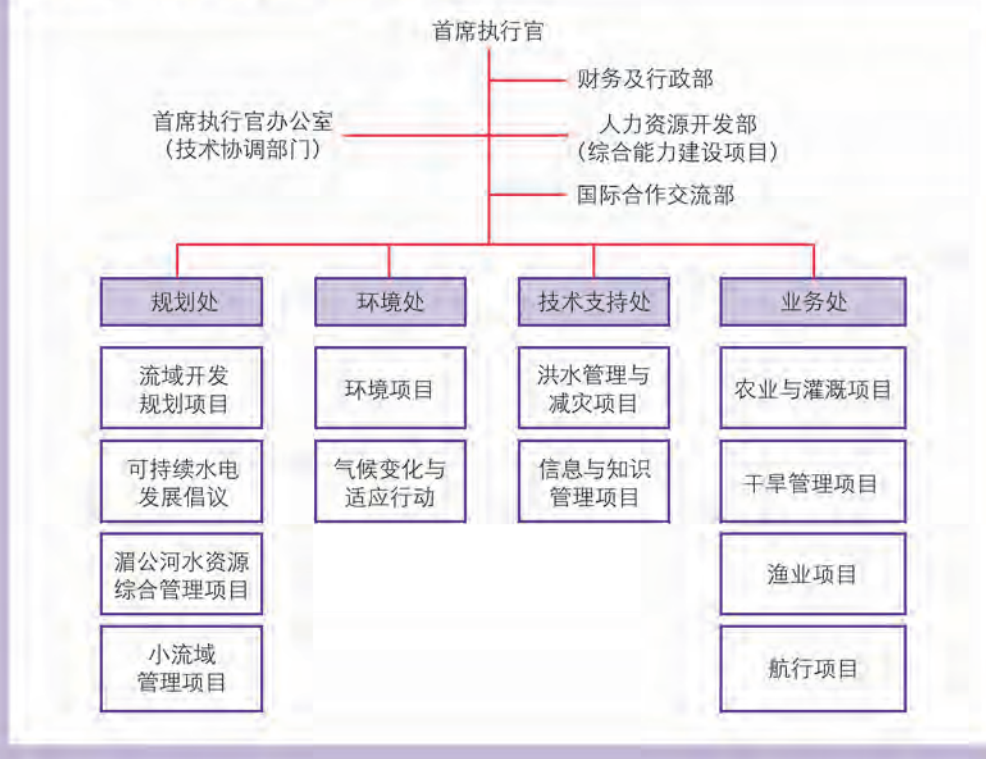 首席执行官
财务及行政部
首席执行官办公室
（技术协调部门）
人力资源开发部
（综合能力建设项目）
国际合作交流部
规划处
环境处
技术支持处
业务处
流域开发
规划项目
环境项目
洪水管理与
减灾项目
农业与灌溉项目
可持续水电
发展倡议
气候变化与
适应行动
信息与知识
管理项目
干旱管理项目
湄公河水资源
综合管理项目
渔业项目
小流域
管理项目
航行项目